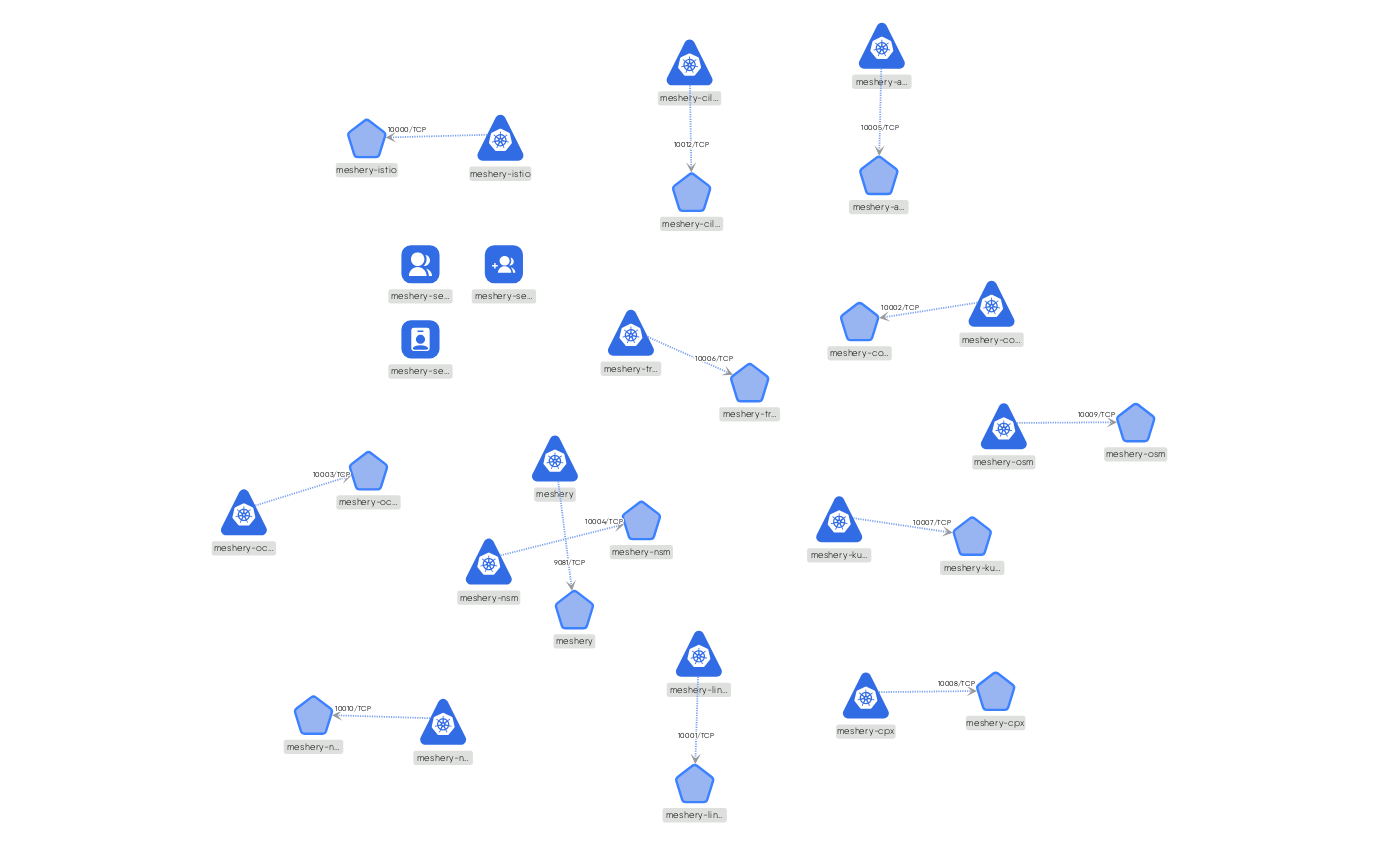 meshery-a...
meshery-cil...
10000/TCP
10005/TCP
10012/TCP
meshery-istio
meshery-istio
meshery-a...
meshery-cil...
meshery-se...
meshery-se...
10002/TCP
meshery-co...
meshery-co...
10006/TCP
meshery-tr...
meshery-se...
meshery-tr...
10009/TCP
meshery-osm
meshery-osm
10003/TCP
meshery-oc...
meshery
10004/TCP
10007/TCP
meshery-oc...
meshery-nsm
meshery-ku...
9081/TCP
meshery-ku...
meshery-nsm
meshery
10008/TCP
meshery-lin...
10010/TCP
meshery-cpx
meshery-cpx
10001/TCP
meshery-n...
meshery-n...
meshery-lin...